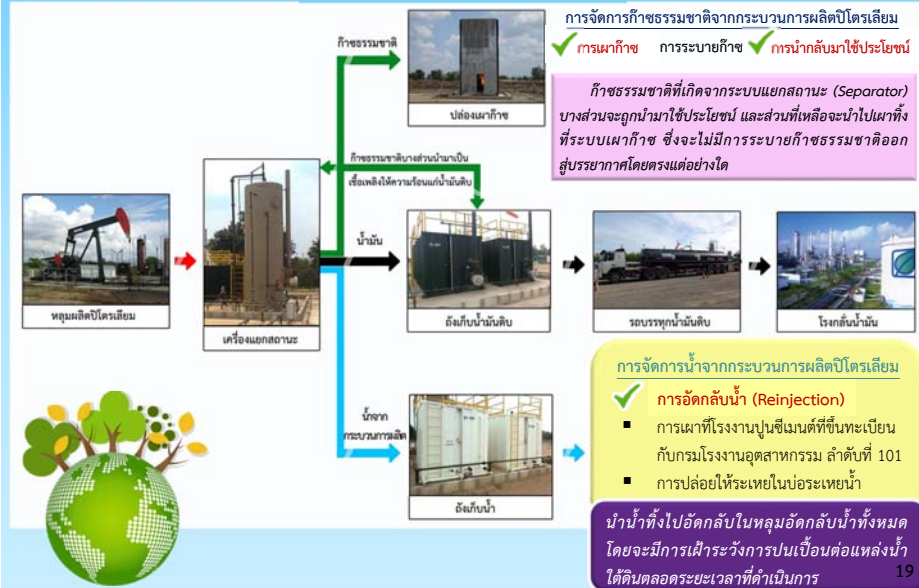 การจัดการก๊าซธรรมชาติจากกระบวนการผลิตปิโตรเลียม
การเผาก๊าซ การระบายก๊าซ การนำกลับมาใช้ประโยชน์
ก๊าซธรรมชาติที่เกิดจากระบบแยกสถานะ (Separator)
บางส่วนจะถูกนำมาใช้ประโยชน์ และส่วนที่เหลือจะนำไปเผาทิ้ง
ที่ระบบเผาก๊าซ ซึ่งจะไม่มีการระบายก๊าซธรรมชาติออก
สู่บรรยากาศโดยตรงแต่อย่างใด
ก๊าซธรรมชาติ
ปล่องเผาก๊าซ
ก๊าซธรรมชาติบางส่วนนำมาเป็น
เชื้อเพลิงให้ความร้อนแก่น้ำมันดิบ
น้ำมัน
หลุมผลิตปิโตรเลียม
เครื่องแยกสถานะ
ถังเก็บน้ำมันดิบ
รถบรรทุกน้ำมันดิบ
โรงกลั่นน้ำมัน
น้ำจาก
กระบวนการผลิต
ถังเก็บน้ำ
การจัดการน้ำจากกระบวนการผลิตปิโตรเลียม
การอัดกลับน้ำ (Reinjection)
▪ การเผาที่โรงงานปูนซีเมนต์ที่ขึ้นทะเบียน
กับกรมโรงงานอุตสาหกรรม ลำดับที่ 101
▪ การปล่อยให้ระเหยในบ่อระเหยน้ำ
นำน้ำทิ้งไปอัดกลับในหลุมอัดกลับน้ำทั้งหมด
โดยจะมีการเฝ้าระวังการปนเปื้อนต่อแหล่งน้ำ
ใต้ดินตลอดระยะเวลาที่ดำเนินการ
19